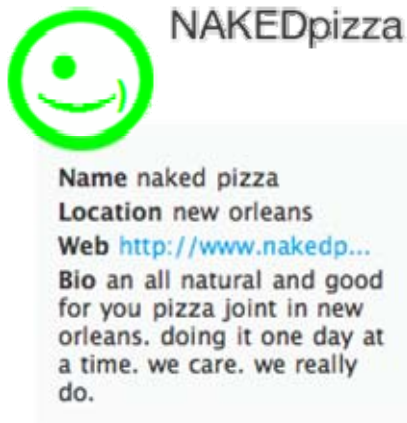 NAKEDpizza
Name naked pizza
Location new orleans
Web http://www.nakedp...
Bio an all natural and good
for you pizza joint in new
orleans. doing it one day at
a time. we care. we really
do.